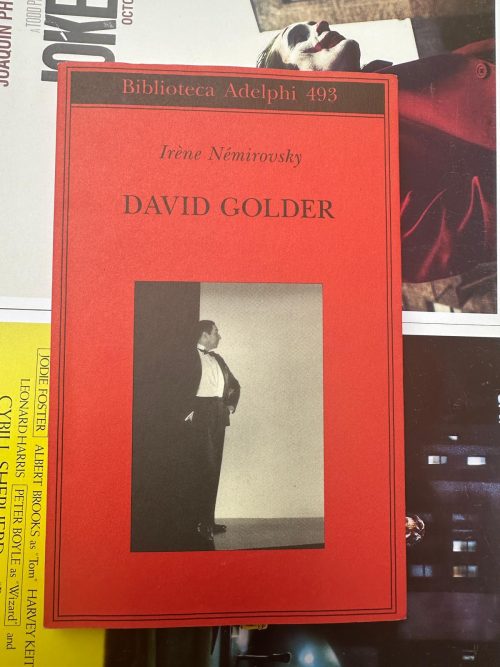 JOAQUIN PH
JOKE
OCTO
Biblioteca Adelphi 493
Irène Némirovsky
DAVID GOLDER
JODIE FOSTER ALBERT BROOKS as "Tom" HARVEY KEIT
LEONARD HARRIS PETER BOYLE as "Wizard" and
CYBILL SHEPHERD